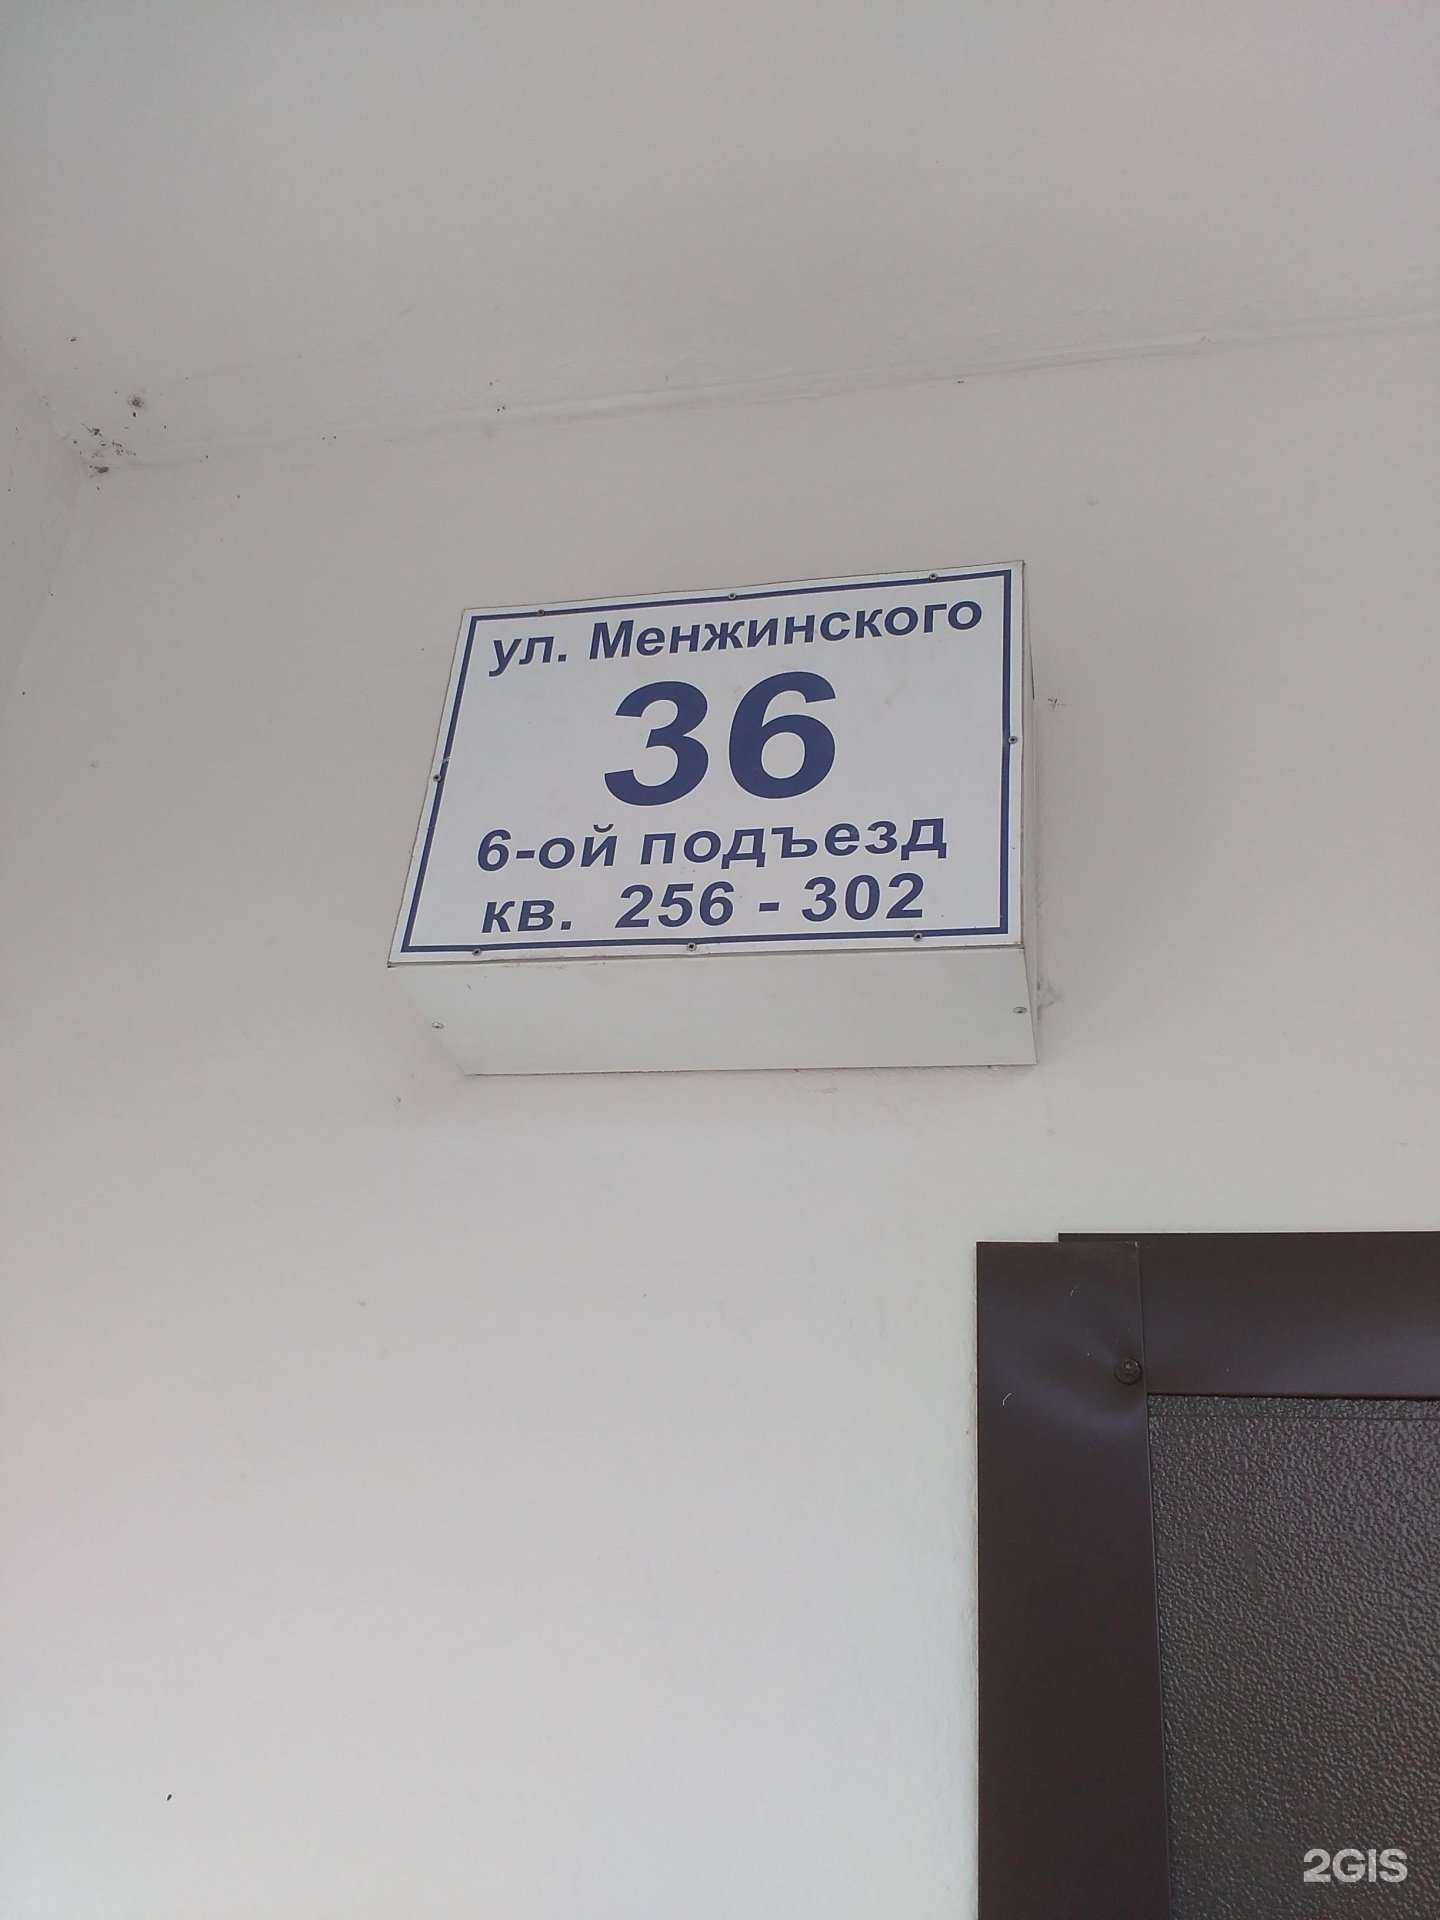 ул. Менжинского
36
6-ой подъезд
кв. 256 - 302
2GIS